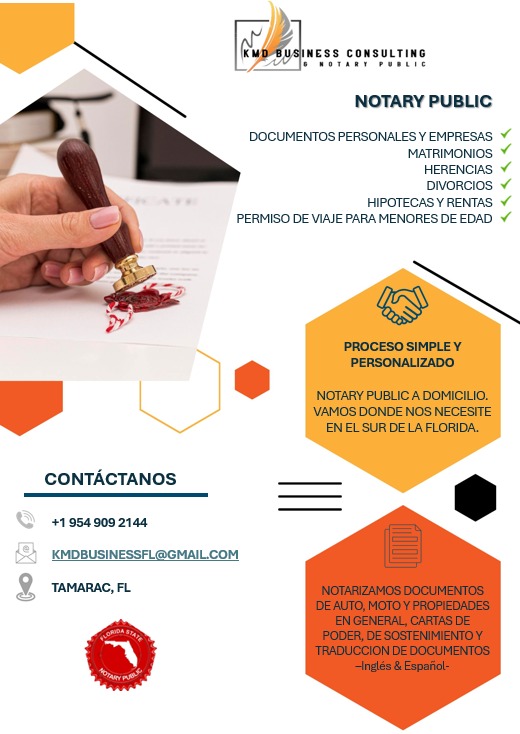 KMD BUSINESS CONSULTING
& NOTARY PUBLIC
NOTARY PUBLIC
DOCUMENTOS PERSONALES Y EMPRESAS
MATRIMONIOS
HERENCIAS
DIVORCIOS
HIPOTECAS Y RENTAS
PERMISO DE VIAJE PARA MENORES DE EDAD
PROCESO SIMPLE Y
PERSONALIZADO
NOTARY PUBLIC A DOMICILIO.
VAMOS DONDE NOS NECESITE
EN EL SUR DE LA FLORIDA.
CONTÁCTANOS
+1 954 909 2144
KMDBUSINESSFL@GMAIL.COM
TAMARAC, FL
FLORIDA STATE
NOTARY PUBLIC
NOTARIZAMOS DOCUMENTOS
DE AUTO, MOTO Y PROPIEDADES
EN GENERAL, CARTAS DE
PODER, DE SOSTENIMIENTO Y
TRADUCCION DE DOCUMENTOS
–Inglés & Español-